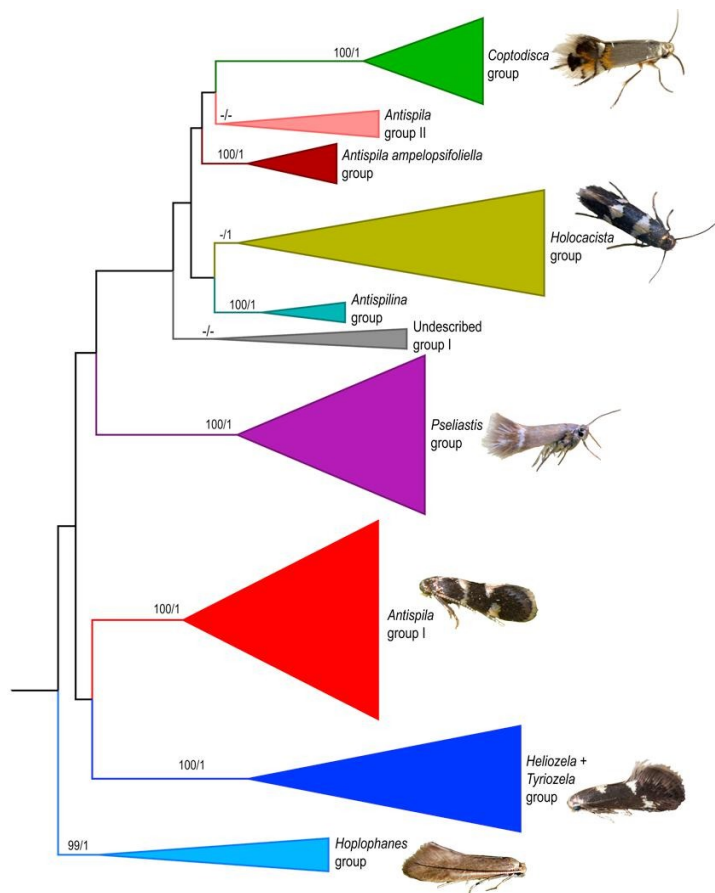 100/1
Coptodisca
group
-/-
Antispila
group II
100/1
Antispila ampelopsifoliella
group
-/1
Holocacista
group
100/1
Antispilina
group
-/-
Undescribed
group I
100/1
Pseliastis
group
100/1
Antispila
group I
100/1
Heliozela +
Tyriozela
group
99/1
Hoplophanes
group